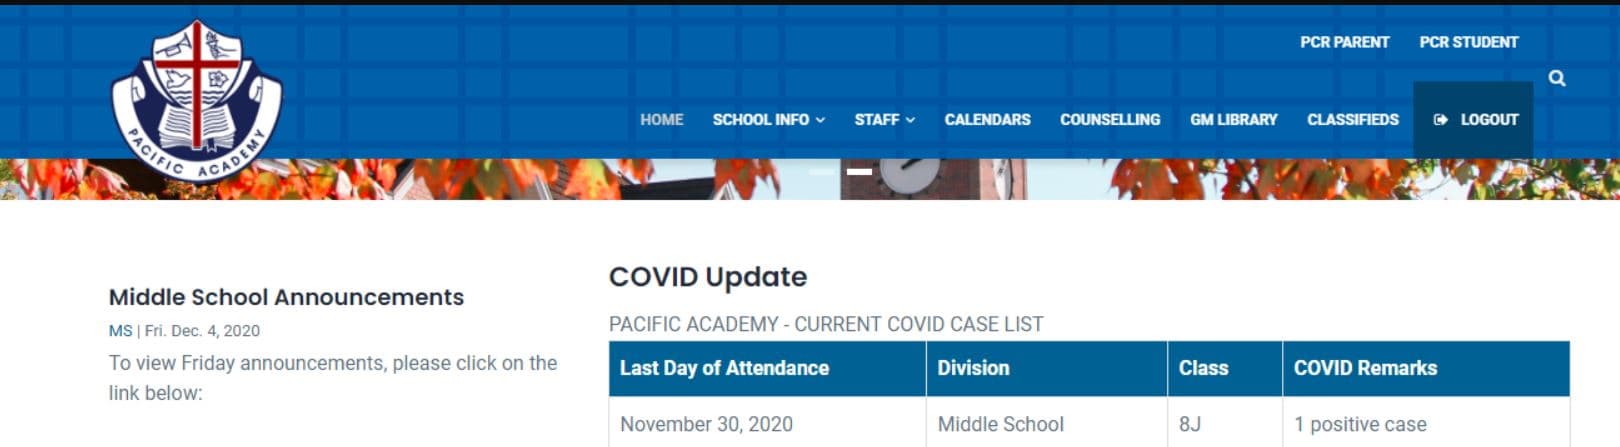 PCR PARENT PCR STUDENT
HOME SCHOOL INFO STAFF CALENDARS COUNSELLING GM LIBRARY CLASSIFIEDS LOGOUT
PACIFIC ACADEMY
Middle School Announcements
MS | Fri. Dec. 4, 2020
To view Friday announcements, please click on the
link below:
COVID Update
PACIFIC ACADEMY - CURRENT COVID CASE LIST
Last Day of Attendance Division Class COVID Remarks
November 30, 2020 Middle School 8J 1 positive case